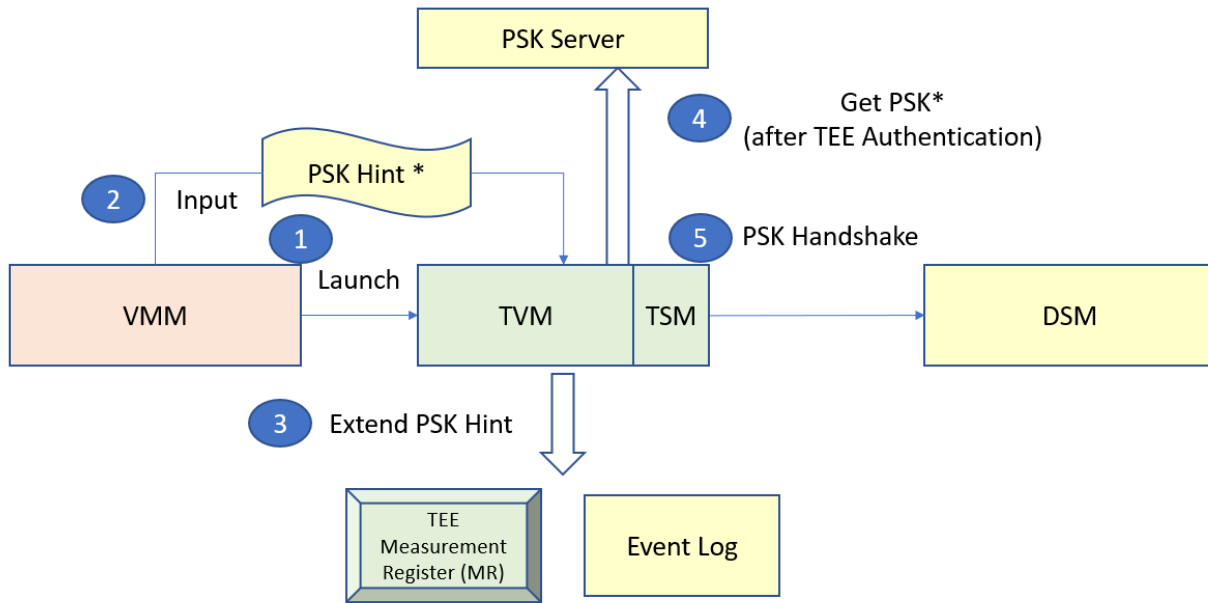 PSK Server
4
Get PSK*
(after TEE Authentication)
PSK Hint *
2
Input
1
Launch
5
PSK Handshake
VMM
TVM
TSM
DSM
3
Extend PSK Hint
TEE
Measurement
Register (MR)
Event Log